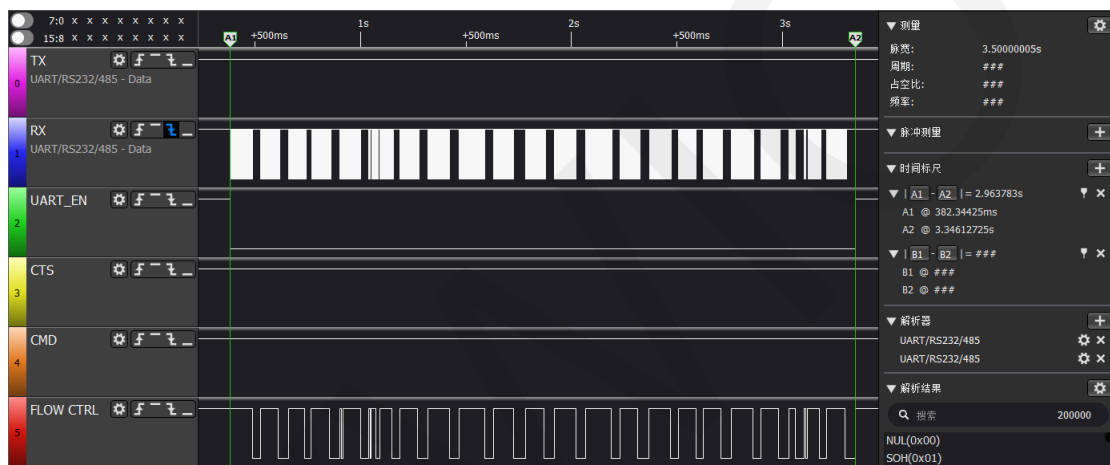 7:0 X X X X X X X X
15:8 X X X X X X X X
1s
2s
3s
A1
+500ms
+500ms
+500ms
A2
TX
UART/RS232/485 - Data
0
RX
UART/RS232/485 - Data
1
UART_EN
2
CTS
3
CMD
4
FLOW CTRL
5
测量
脉宽: 3.50000005s
周期: ###
占空比: ###
频率: ###
脉冲测量
时间标尺
| A1 - A2 | = 2.963783s
A1 @ 382.34425ms
A2 @ 3.34612725s
| B1 - B2 | = ###
B1 @ ###
B2 @ ###
解析器
UART/RS232/485
UART/RS232/485
解析结果
搜索 200000
NUL(0x00)
SOH(0x01)